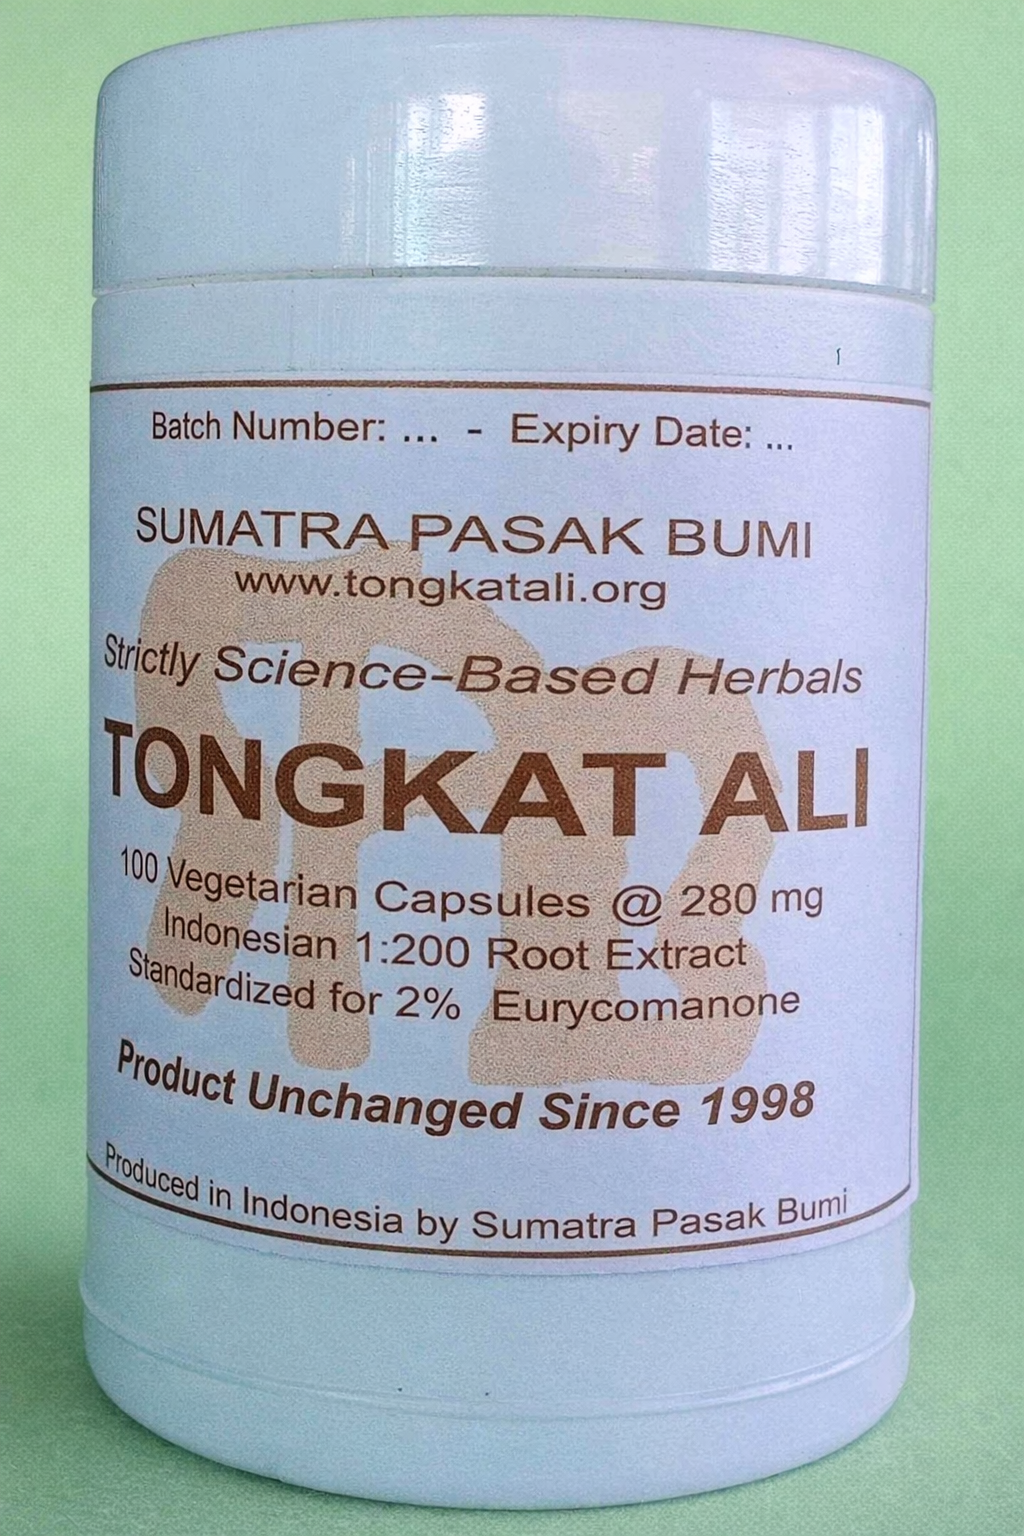 Batch Number: ... - Expiry Date: ...
SUMATRA PASAK BUMI
www.tongkatali.org
Strictly Science-Based Herbals
TONGKAT ALI
100 Vegetarian Capsules @ 280 mg
Indonesian 1:200 Root Extract
Standardized for 2% Eurycomanone
Product Unchanged Since 1998
Produced in Indonesia by Sumatra Pasak Bumi